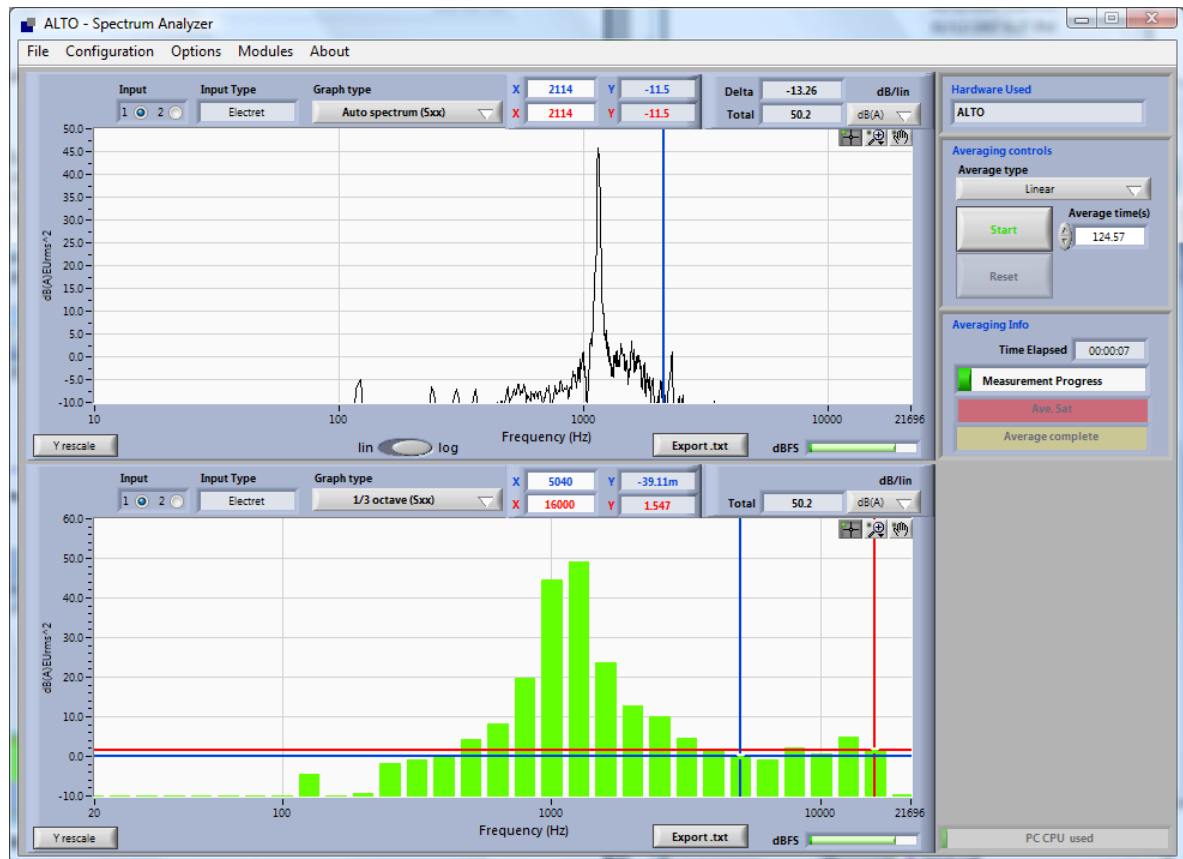 ALTO - Spectrum Analyzer
File Configuration Options Modules About
Input Input Type Graph type
1 2 Electret Auto spectrum (Sxx)
X 2114 Y -11.5
X 2114 Y -11.5
Delta -13.26 dB/lin
Total 50.2 dB(A)
50.0
45.0
40.0
35.0
30.0
25.0
20.0
15.0
10.0
5.0
0.0
-5.0
-10.0
dB(A)EUrms^2
10 100 1000 10000 21696
Frequency (Hz)
Y rescale lin log Export .txt dBFS
Input Input Type Graph type
1 2 Electret 1/3 octave (Sxx)
X 5040 Y -39.11m
X 16000 Y 1.547
dB/lin
Total 50.2 dB(A)
60.0
50.0
40.0
30.0
20.0
10.0
0.0
-10.0
dB(A)EUrms^2
20 100 1000 10000 21696
Frequency (Hz)
Y rescale Export .txt dBFS
Hardware Used
ALTO
Averaging controls
Average type
Linear
Average time(s)
Start 124.57
Reset
Averaging Info
Time Elapsed 00:00:07
Measurement Progress
Ave. Sat
Average complete
PC CPU used